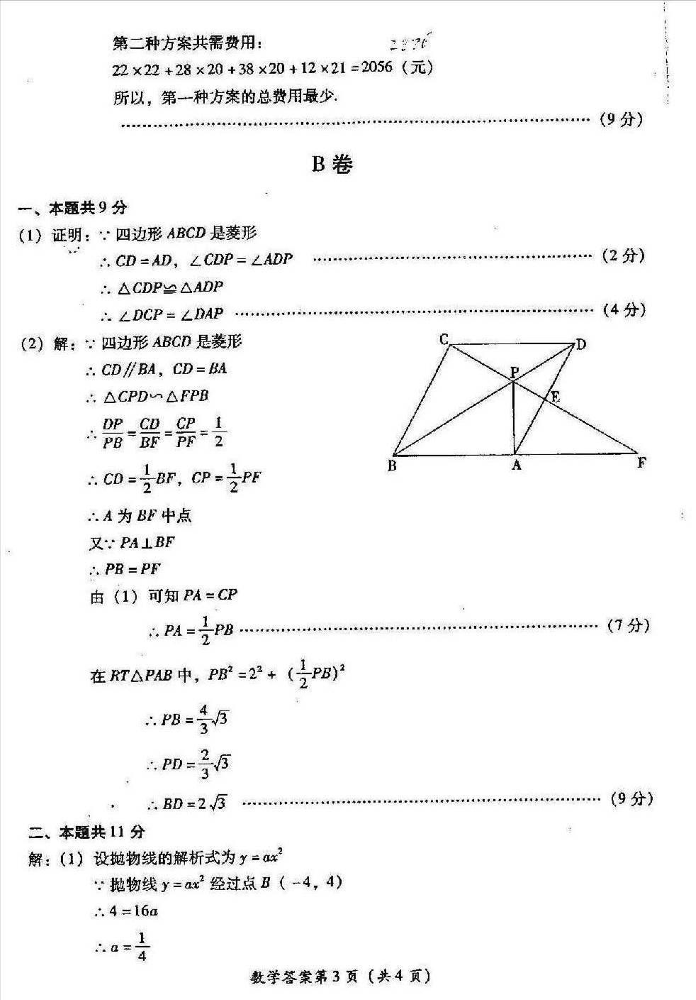 第二种方案共需费用:
22×22+28×20+38×20+12×21=2056(元)
所以,第一种方案的总费用最少.
(9分)
B卷
一、本题共9分
(1)证明:∵四边形ABCD是菱形
∴CD=AD,∠CDP=∠ADP (2分)
∴△CDP≌△ADP
∴∠DCP=∠DAP (4分)
(2)解:∵四边形ABCD是菱形
∴CD∥BA,CD=BA
∴△CPD∽△FPB
∴DP/PB=CD/BF=CP/PF=1/2
∴CD=1/2BF,CP=1/2PF
∴A为BF中点
又∵PA⊥BF
∴PB=PF
由(1)可知PA=CP
∴PA=1/2PB (7分)
在RT△PAB中,PB²=2²+(1/2PB)²
∴PB=4/3√3
∴PD=2/3√3
∴BD=2√3 (9分)
C D
P
E
B A F
二、本题共11分
解:(1)设抛物线的解析式为y=ax²
∵抛物线y=ax²经过点B(-4,4)
∴4=16a
∴a=1/4
数学答案第3页(共4页)